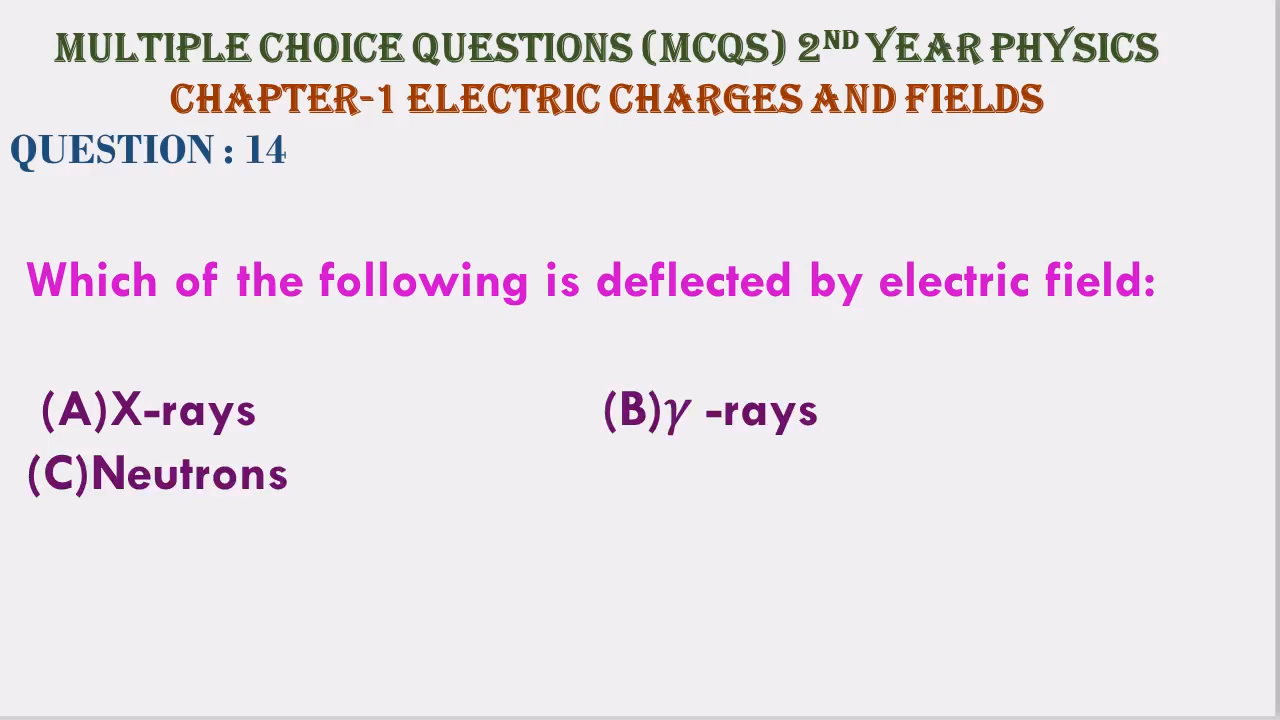 MULTIPLE CHOICE QUESTIONS (MCQS) 2ND YEAR PHYSICS
CHAPTER-1 ELECTRIC CHARGES AND FIELDS
QUESTION : 14
Which of the following is deflected by electric field:
(A)X-rays (B)γ -rays
(C)Neutrons